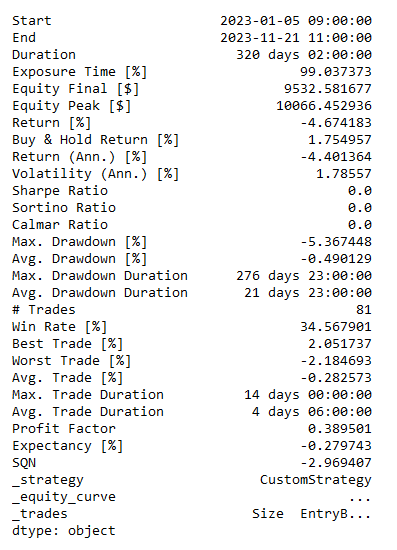 Start 2023-01-05 09:00:00
End 2023-11-21 11:00:00
Duration 320 days 02:00:00
Exposure Time [%] 99.037373
Equity Final [$] 9532.581677
Equity Peak [$] 10066.452936
Return [%] -4.674183
Buy & Hold Return [%] 1.754957
Return (Ann.) [%] -4.401364
Volatility (Ann.) [%] 1.78557
Sharpe Ratio 0.0
Sortino Ratio 0.0
Calmar Ratio 0.0
Max. Drawdown [%] -5.367448
Avg. Drawdown [%] -0.490129
Max. Drawdown Duration 276 days 23:00:00
Avg. Drawdown Duration 21 days 23:00:00
# Trades 81
Win Rate [%] 34.567901
Best Trade [%] 2.051737
Worst Trade [%] -2.184693
Avg. Trade [%] -0.282573
Max. Trade Duration 14 days 00:00:00
Avg. Trade Duration 4 days 06:00:00
Profit Factor 0.389501
Expectancy [%] -0.279743
SQN -2.969407
_strategy CustomStrategy
_equity_curve ...
_trades Size EntryB...
dtype: object